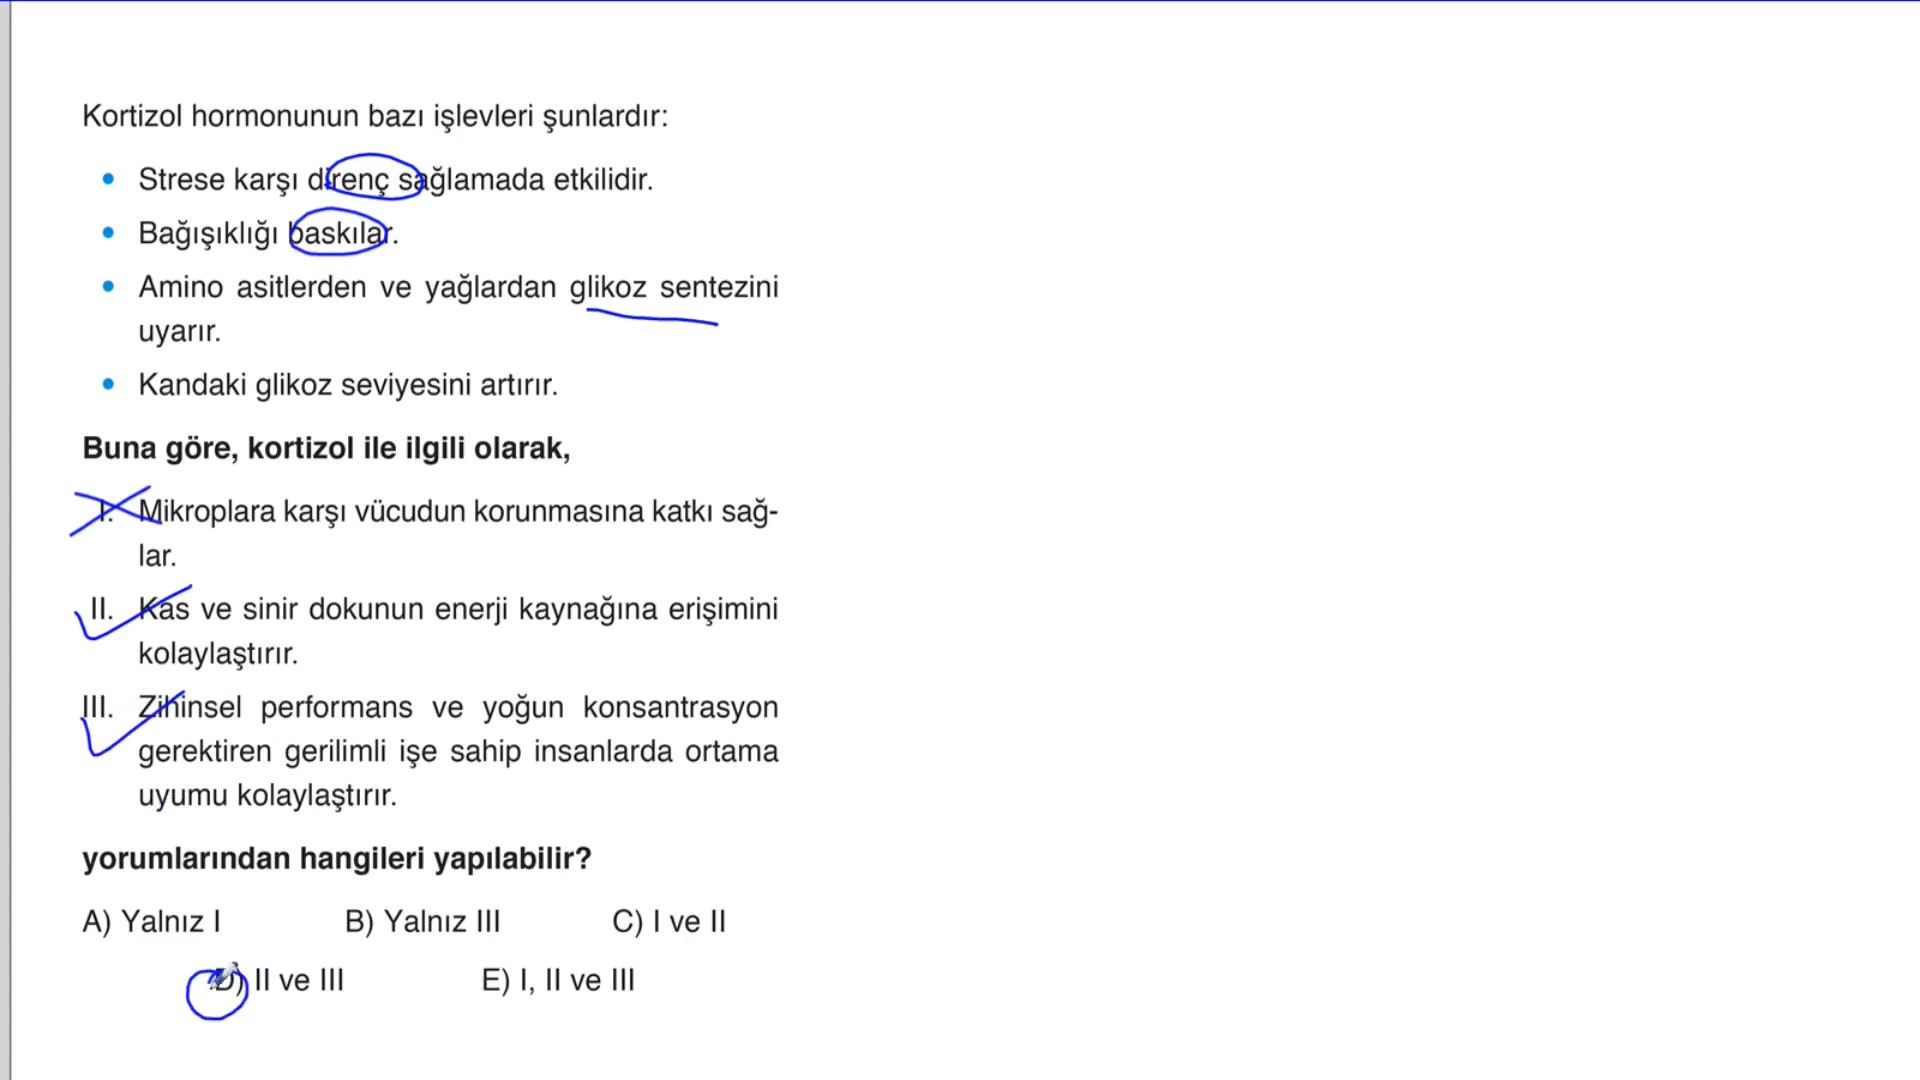 Kortizol hormonunun bazı işlevleri şunlardır:
• Strese karşı direnç sağlamada etkilidir.
• Bağışıklığı baskılar.
• Amino asitlerden ve yağlardan glikoz sentezini
uyarır.
• Kandaki glikoz seviyesini artırır.
Buna göre, kortizol ile ilgili olarak,
I. Mikroplara karşı vücudun korunmasına katkı sağ-
lar.
II. Kas ve sinir dokunun enerji kaynağına erişimini
kolaylaştırır.
III. Zihinsel performans ve yoğun konsantrasyon
gerektiren gerilimli işe sahip insanlarda ortama
uyumu kolaylaştırır.
yorumlarından hangileri yapılabilir?
A) Yalnız I B) Yalnız III C) I ve II
D) II ve III E) I, II ve III